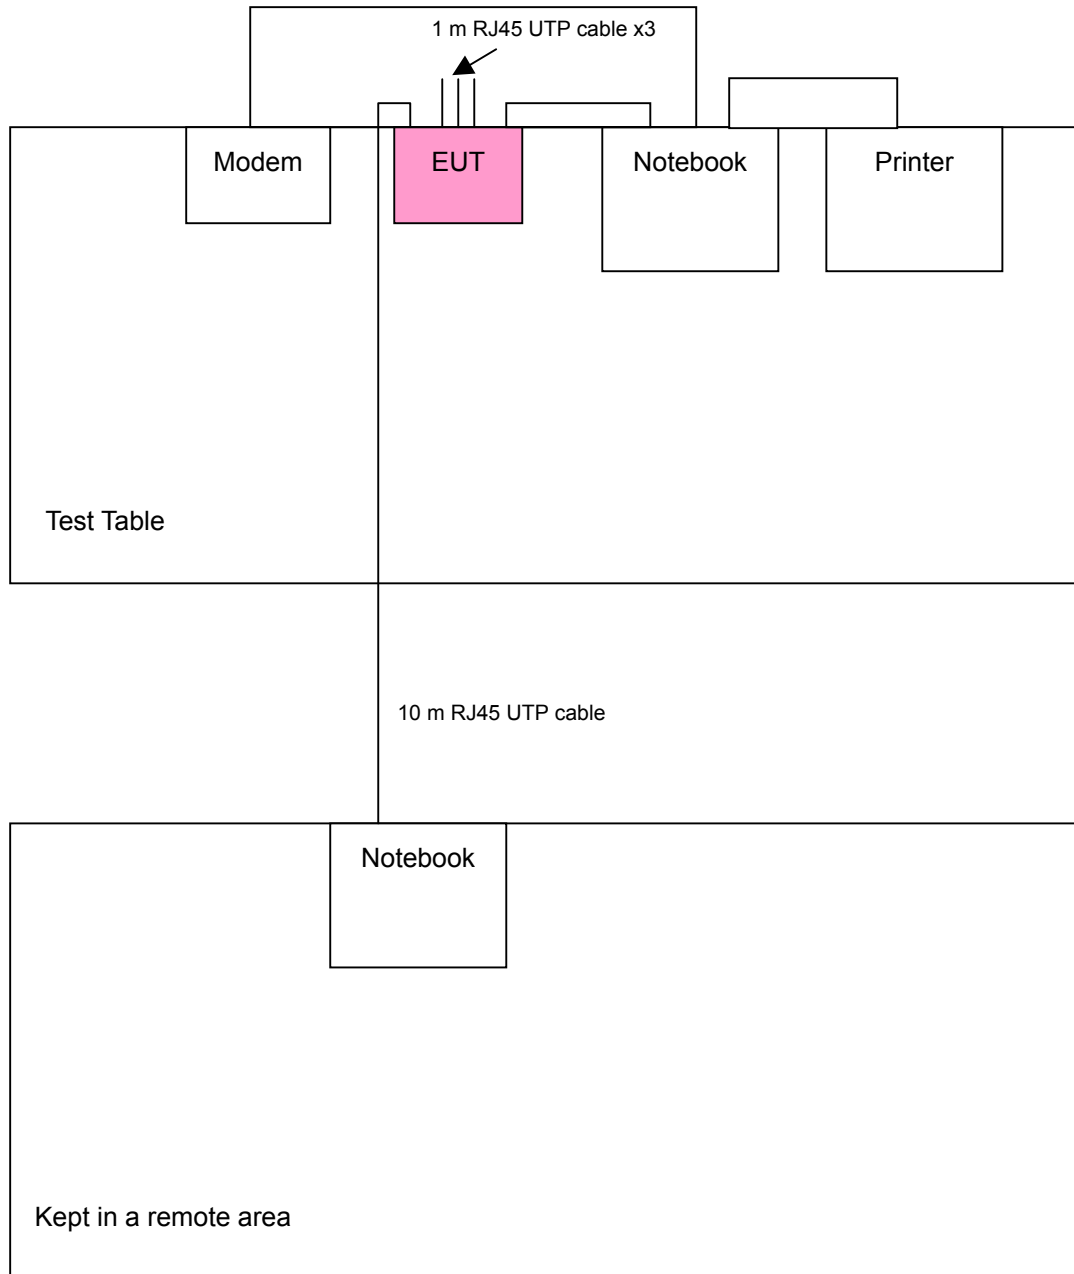 1 m RJ45 UTP cable x3
Modem
EUT
Notebook
Printer
Test Table
10 m RJ45 UTP cable
Notebook
Kept in a remote area